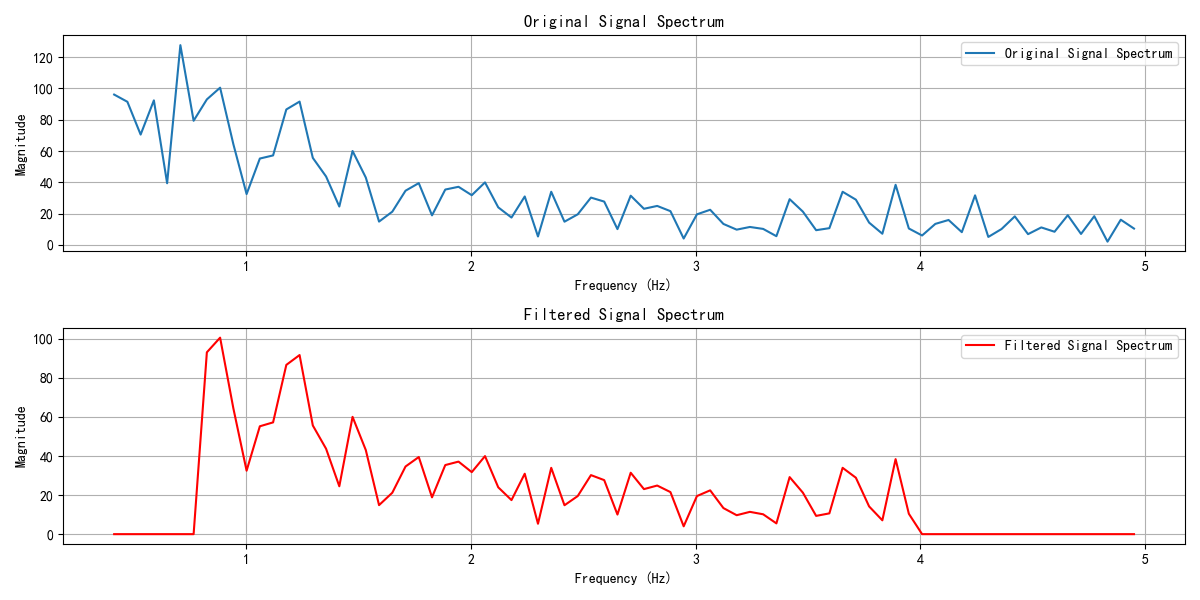 Original Signal Spectrum
Original Signal Spectrum
120
100
80
60
40
20
0
Magnitude
1 2 3 4 5
Frequency (Hz)
Filtered Signal Spectrum
Filtered Signal Spectrum
100
80
60
40
20
0
Magnitude
1 2 3 4 5
Frequency (Hz)